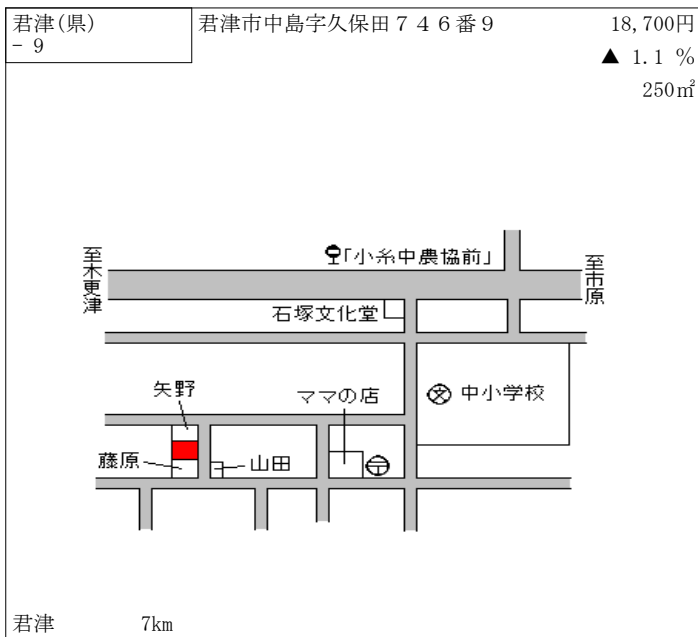 君津(県)
- 9
君津市中島字久保田７４６番９
18,700円
▲ 1.1 %
250㎡
至木更津
「小糸中農協前」
至市原
石塚文化堂
矢野
ママの店
文 中小学校
藤原
山田
〒
君津 7km